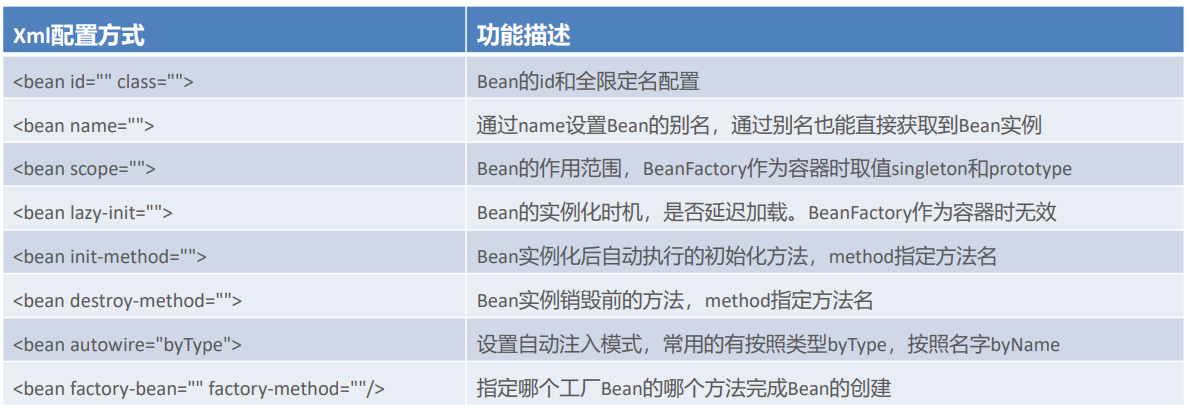 Xml配置方式 功能描述
<bean id="" class=""> Bean的id和全限定名配置
<bean name=""> 通过name设置Bean的别名，通过别名也能直接获取到Bean实例
<bean scope=""> Bean的作用范围，BeanFactory作为容器时取值singleton和prototype
<bean lazy-init=""> Bean的实例化时机，是否延迟加载。BeanFactory作为容器时无效
<bean init-method=""> Bean实例化后自动执行的初始化方法，method指定方法名
<bean destroy-method=""> Bean实例销毁前的方法，method指定方法名
<bean autowire="byType"> 设置自动注入模式，常用的有按照类型byType，按照名字byName
<bean factory-bean="" factory-method=""/> 指定哪个工厂Bean的哪个方法完成Bean的创建